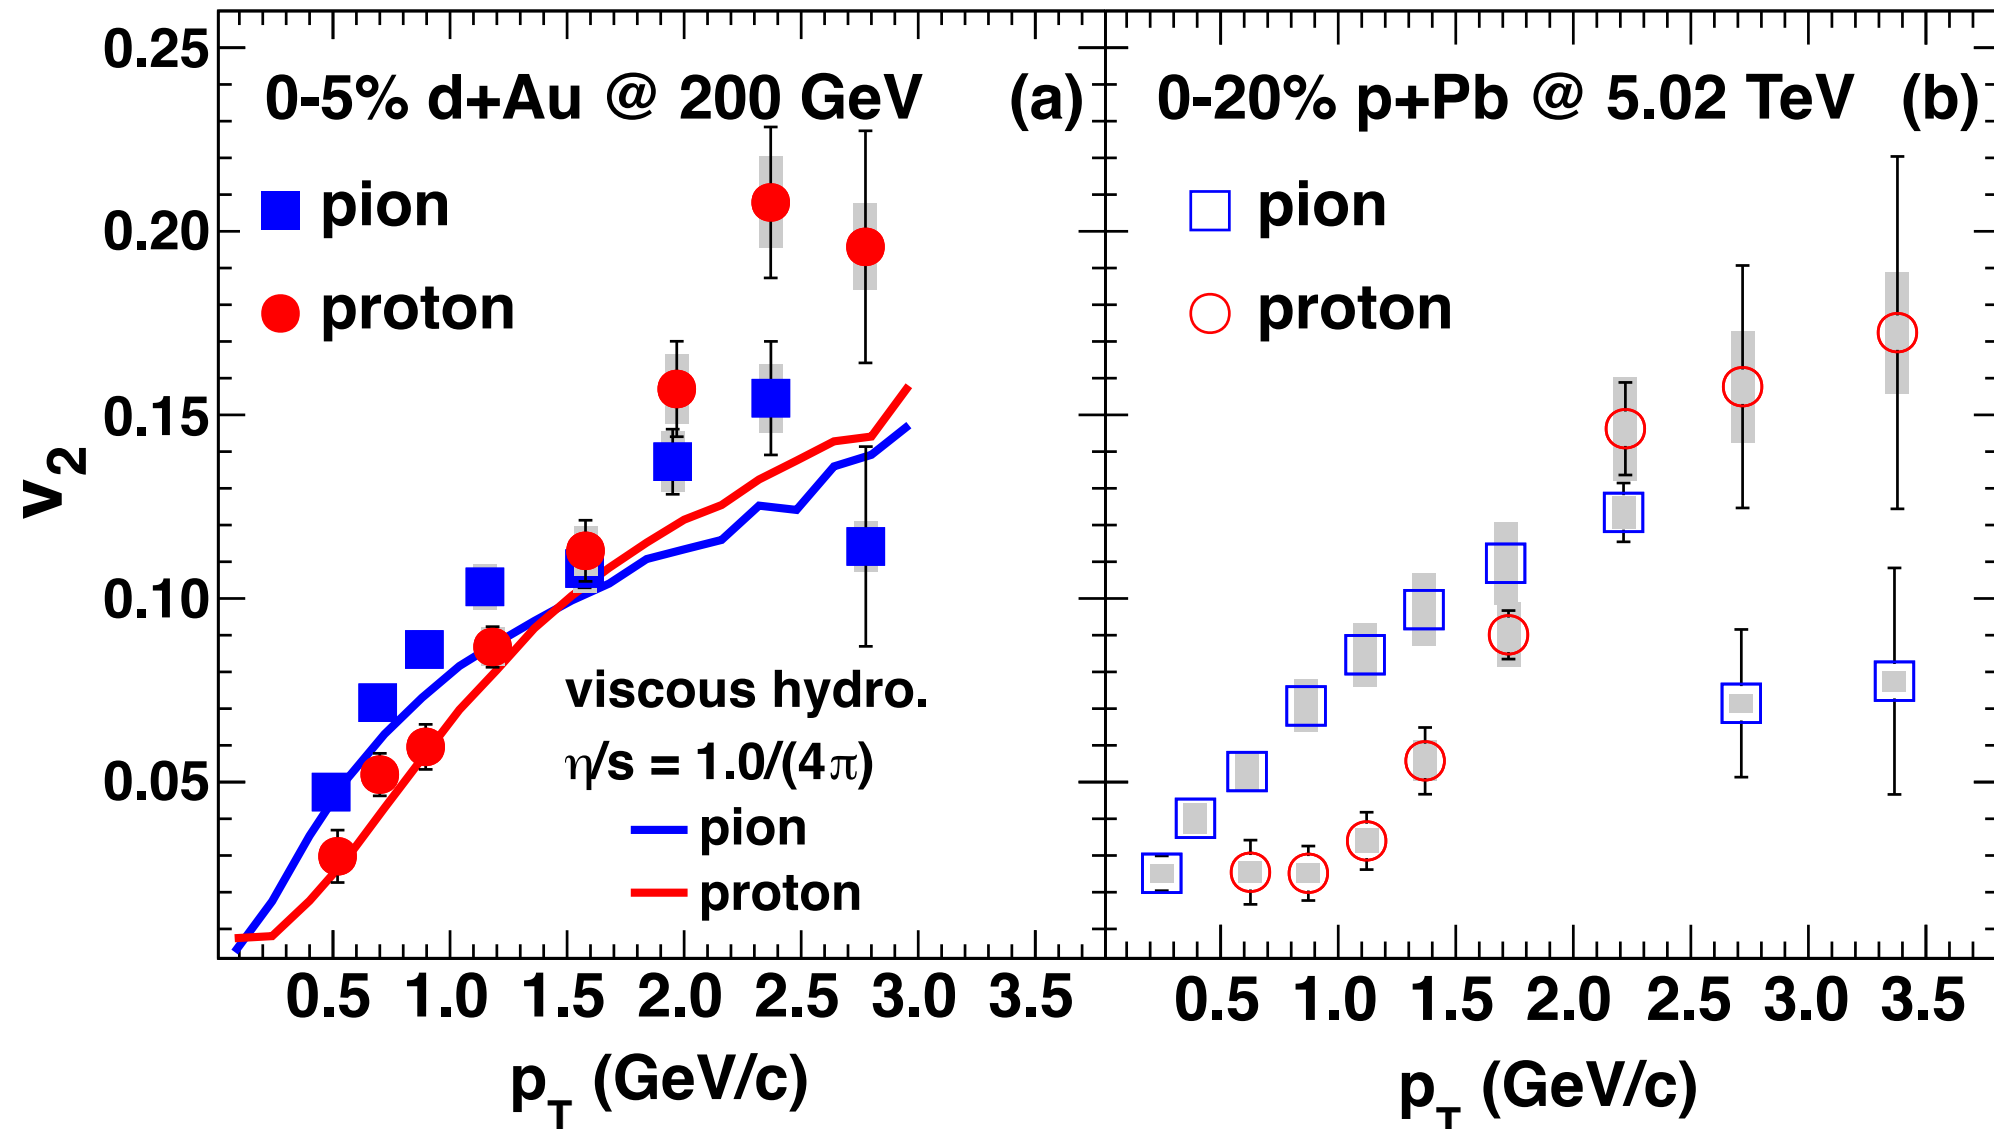 0.25
0.20
0.15
0.10
0.05
v2
0-5% d+Au @ 200 GeV (a)
pion
proton
viscous hydro.
η/s = 1.0/(4π)
pion
proton
0.5 1.0 1.5 2.0 2.5 3.0 3.5
pT (GeV/c)
0-20% p+Pb @ 5.02 TeV (b)
pion
proton
0.5 1.0 1.5 2.0 2.5 3.0 3.5
pT (GeV/c)